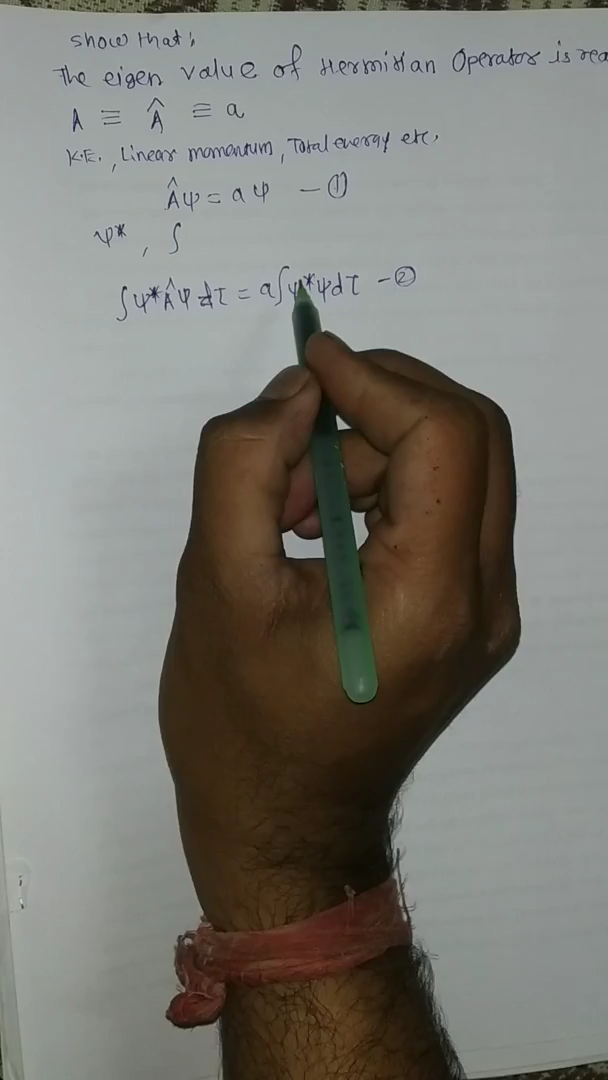 show that:
The eigen value of Hermitian Operator is rea
A ≡ Â ≡ a
K.E., Linear momentum, Total energy etc.
Âψ = aψ – ①
ψ*, ∫
∫ψ*Âψ dτ = a∫ψ*ψdτ – ②